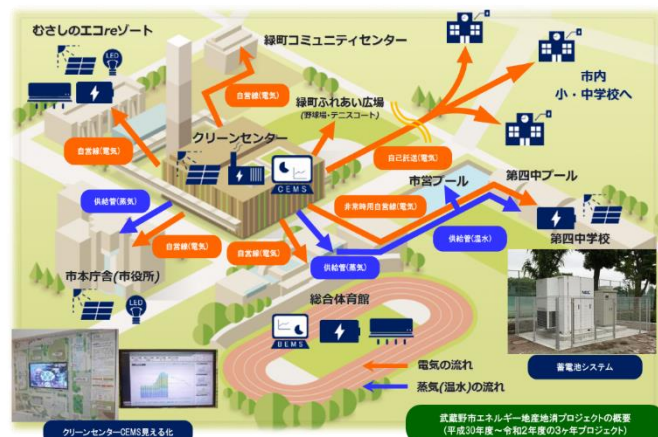 むさしのエコreゾート
LED
緑町コミュニティセンター
自営線(電気)
緑町ふれあい広場
(野球場・テニスコート)
市内
小・中学校へ
クリーンセンター
自営線(電気)
CEMS
自己託送(電気)
市営プール
第四中プール
供給管(蒸気)
非常時用自営線(電気)
自営線(電気)
自営線(電気)
供給管(蒸気)
供給管(温水)
第四中学校
市本庁舎(市役所)
LED
総合体育館
BEMS
電気の流れ
蒸気(温水)の流れ
蓄電池システム
クリーンセンターCEMS見える化
武蔵野市エネルギー地産地消プロジェクトの概要
(平成30年度～令和2年度の3ヶ年プロジェクト)